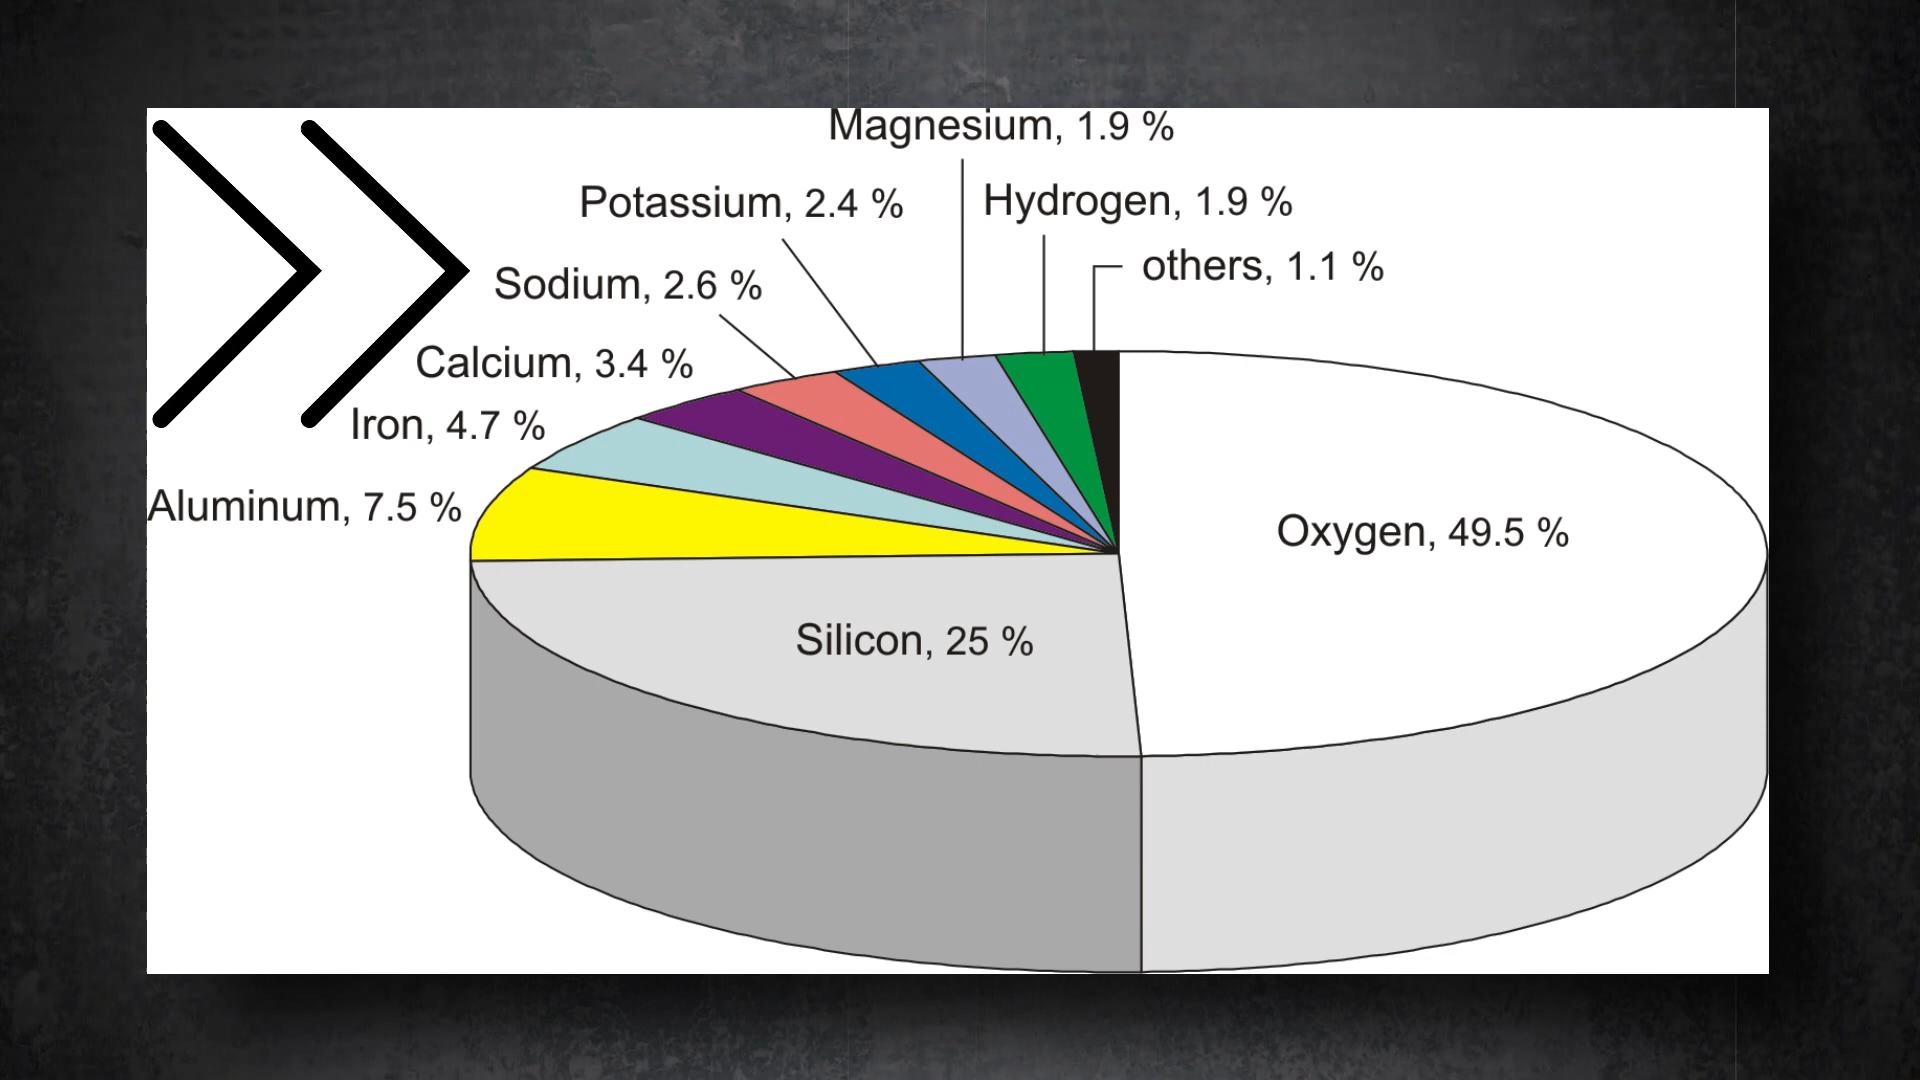 Magnesium, 1.9 %
Potassium, 2.4 %
Hydrogen, 1.9 %
others, 1.1 %
Sodium, 2.6 %
Calcium, 3.4 %
Iron, 4.7 %
Aluminum, 7.5 %
Oxygen, 49.5 %
Silicon, 25 %